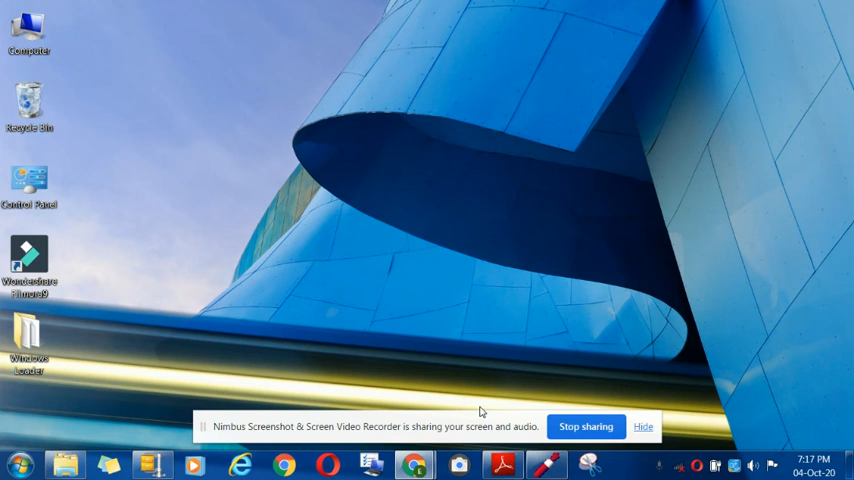 Computer
Recycle Bin
Control Panel
Wondershare
Filmora9
Windows
Loader
Nimbus Screenshot & Screen Video Recorder is sharing your screen and audio.
Stop sharing
Hide
7:17 PM
04-Oct-20